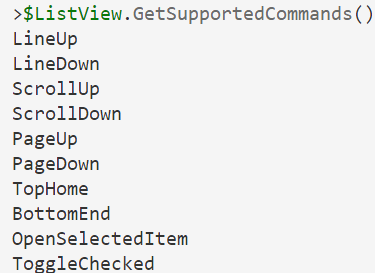 >$ListView.GetSupportedCommands()
LineUp
LineDown
ScrollUp
ScrollDown
PageUp
PageDown
TopHome
BottomEnd
OpenSelectedItem
ToggleChecked